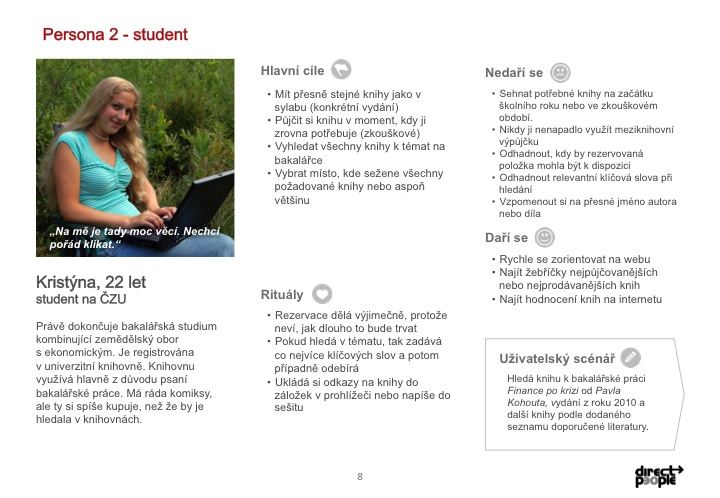 Persona 2 - student
„Na mě je tady moc věcí. Nechci
pořád klikat.“
Kristýna, 22 let
student na ČZU
Právě dokončuje bakalářská studium
kombinující zemědělský obor
s ekonomickým. Je registrována
v univerzitní knihovně. Knihovnu
využívá hlavně z důvodu psaní
bakalářské práce. Má ráda komiksy,
ale ty si spíše kupuje, než že by je
hledala v knihovnách.
Hlavní cíle
• Mít přesně stejné knihy jako v
sylabu (konkrétní vydání)
• Půjčit si knihu v moment, kdy ji
zrovna potřebuje (zkouškové)
• Vyhledat všechny knihy k témat na
bakalářce
• Vybrat místo, kde sežene všechny
požadované knihy nebo aspoň
většinu
Rituály
• Rezervace dělá výjimečně, protože
neví, jak dlouho to bude trvat
• Pokud hledá v tématu, tak zadává
co nejvíce klíčových slov a potom
případně odebírá
• Ukládá si odkazy na knihy do
záložek v prohlížeči nebo napíše do
sešitu
Nedaří se
• Sehnat potřebné knihy na začátku
školního roku nebo ve zkouškovém
období.
• Nikdy ji nenapadlo využít meziknihovní
výpůjčku
• Odhadnout, kdy by rezervovaná
položka mohla být k dispozici
• Odhadnout relevantní klíčová slova při
hledání
• Vzpomenout si na přesné jméno autora
nebo díla
Daří se
• Rychle se zorientovat na webu
• Najít žebříčky nejpůjčovanějších
nebo nejprodávanějších knih
• Najít hodnocení knih na internetu
Uživatelský scénář
Hledá knihu k bakalářské práci
Finance po krizi od Pavla
Kohouta, vydání z roku 2010 a
další knihy podle dodaného
seznamu doporučené literatury.
8
direct
people